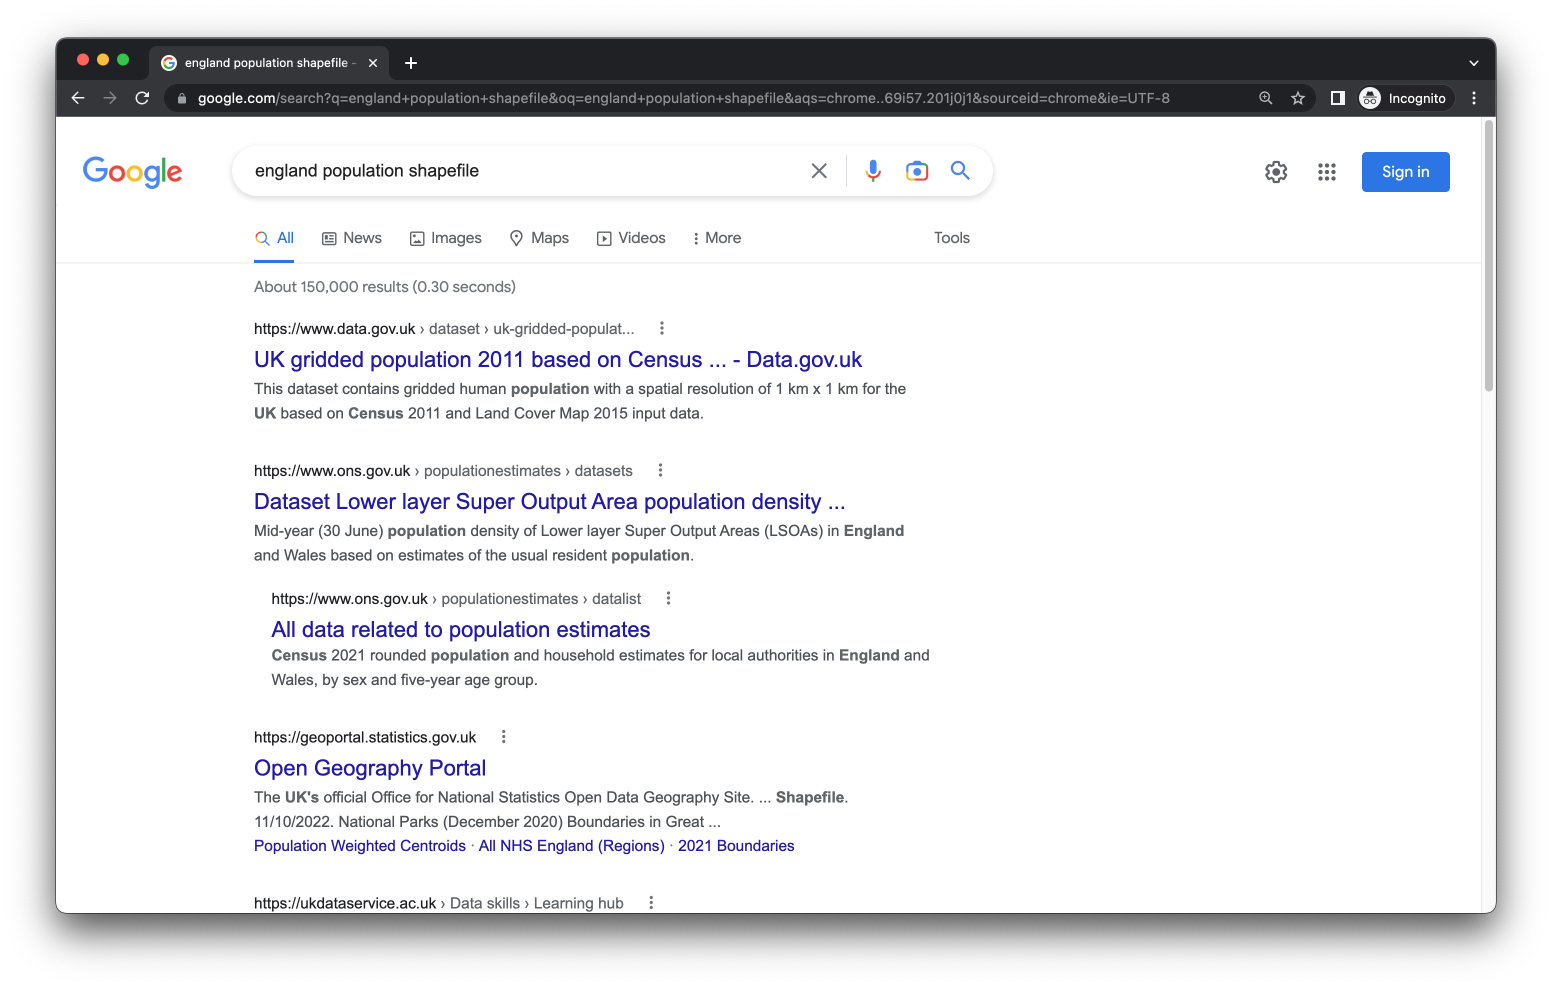 england population shapefile -
google.com/search?q=england+population+shapefile&oq=england+population+shapefile&aqs=chrome..69i57.201j0j1&sourceid=chrome&ie=UTF-8
Incognito
Google
england population shapefile
Sign in
All News Images Maps Videos More Tools
About 150,000 results (0.30 seconds)
https://www.data.gov.uk › dataset › uk-gridded-populat...
UK gridded population 2011 based on Census ... - Data.gov.uk
This dataset contains gridded human population with a spatial resolution of 1 km x 1 km for the
UK based on Census 2011 and Land Cover Map 2015 input data.
https://www.ons.gov.uk › populationestimates › datasets
Dataset Lower layer Super Output Area population density ...
Mid-year (30 June) population density of Lower layer Super Output Areas (LSOAs) in England
and Wales based on estimates of the usual resident population.
https://www.ons.gov.uk › populationestimates › datalist
All data related to population estimates
Census 2021 rounded population and household estimates for local authorities in England and
Wales, by sex and five-year age group.
https://geoportal.statistics.gov.uk
Open Geography Portal
The UK's official Office for National Statistics Open Data Geography Site. ... Shapefile.
11/10/2022. National Parks (December 2020) Boundaries in Great ...
Population Weighted Centroids · All NHS England (Regions) · 2021 Boundaries
https://ukdataservice.ac.uk › Data skills › Learning hub